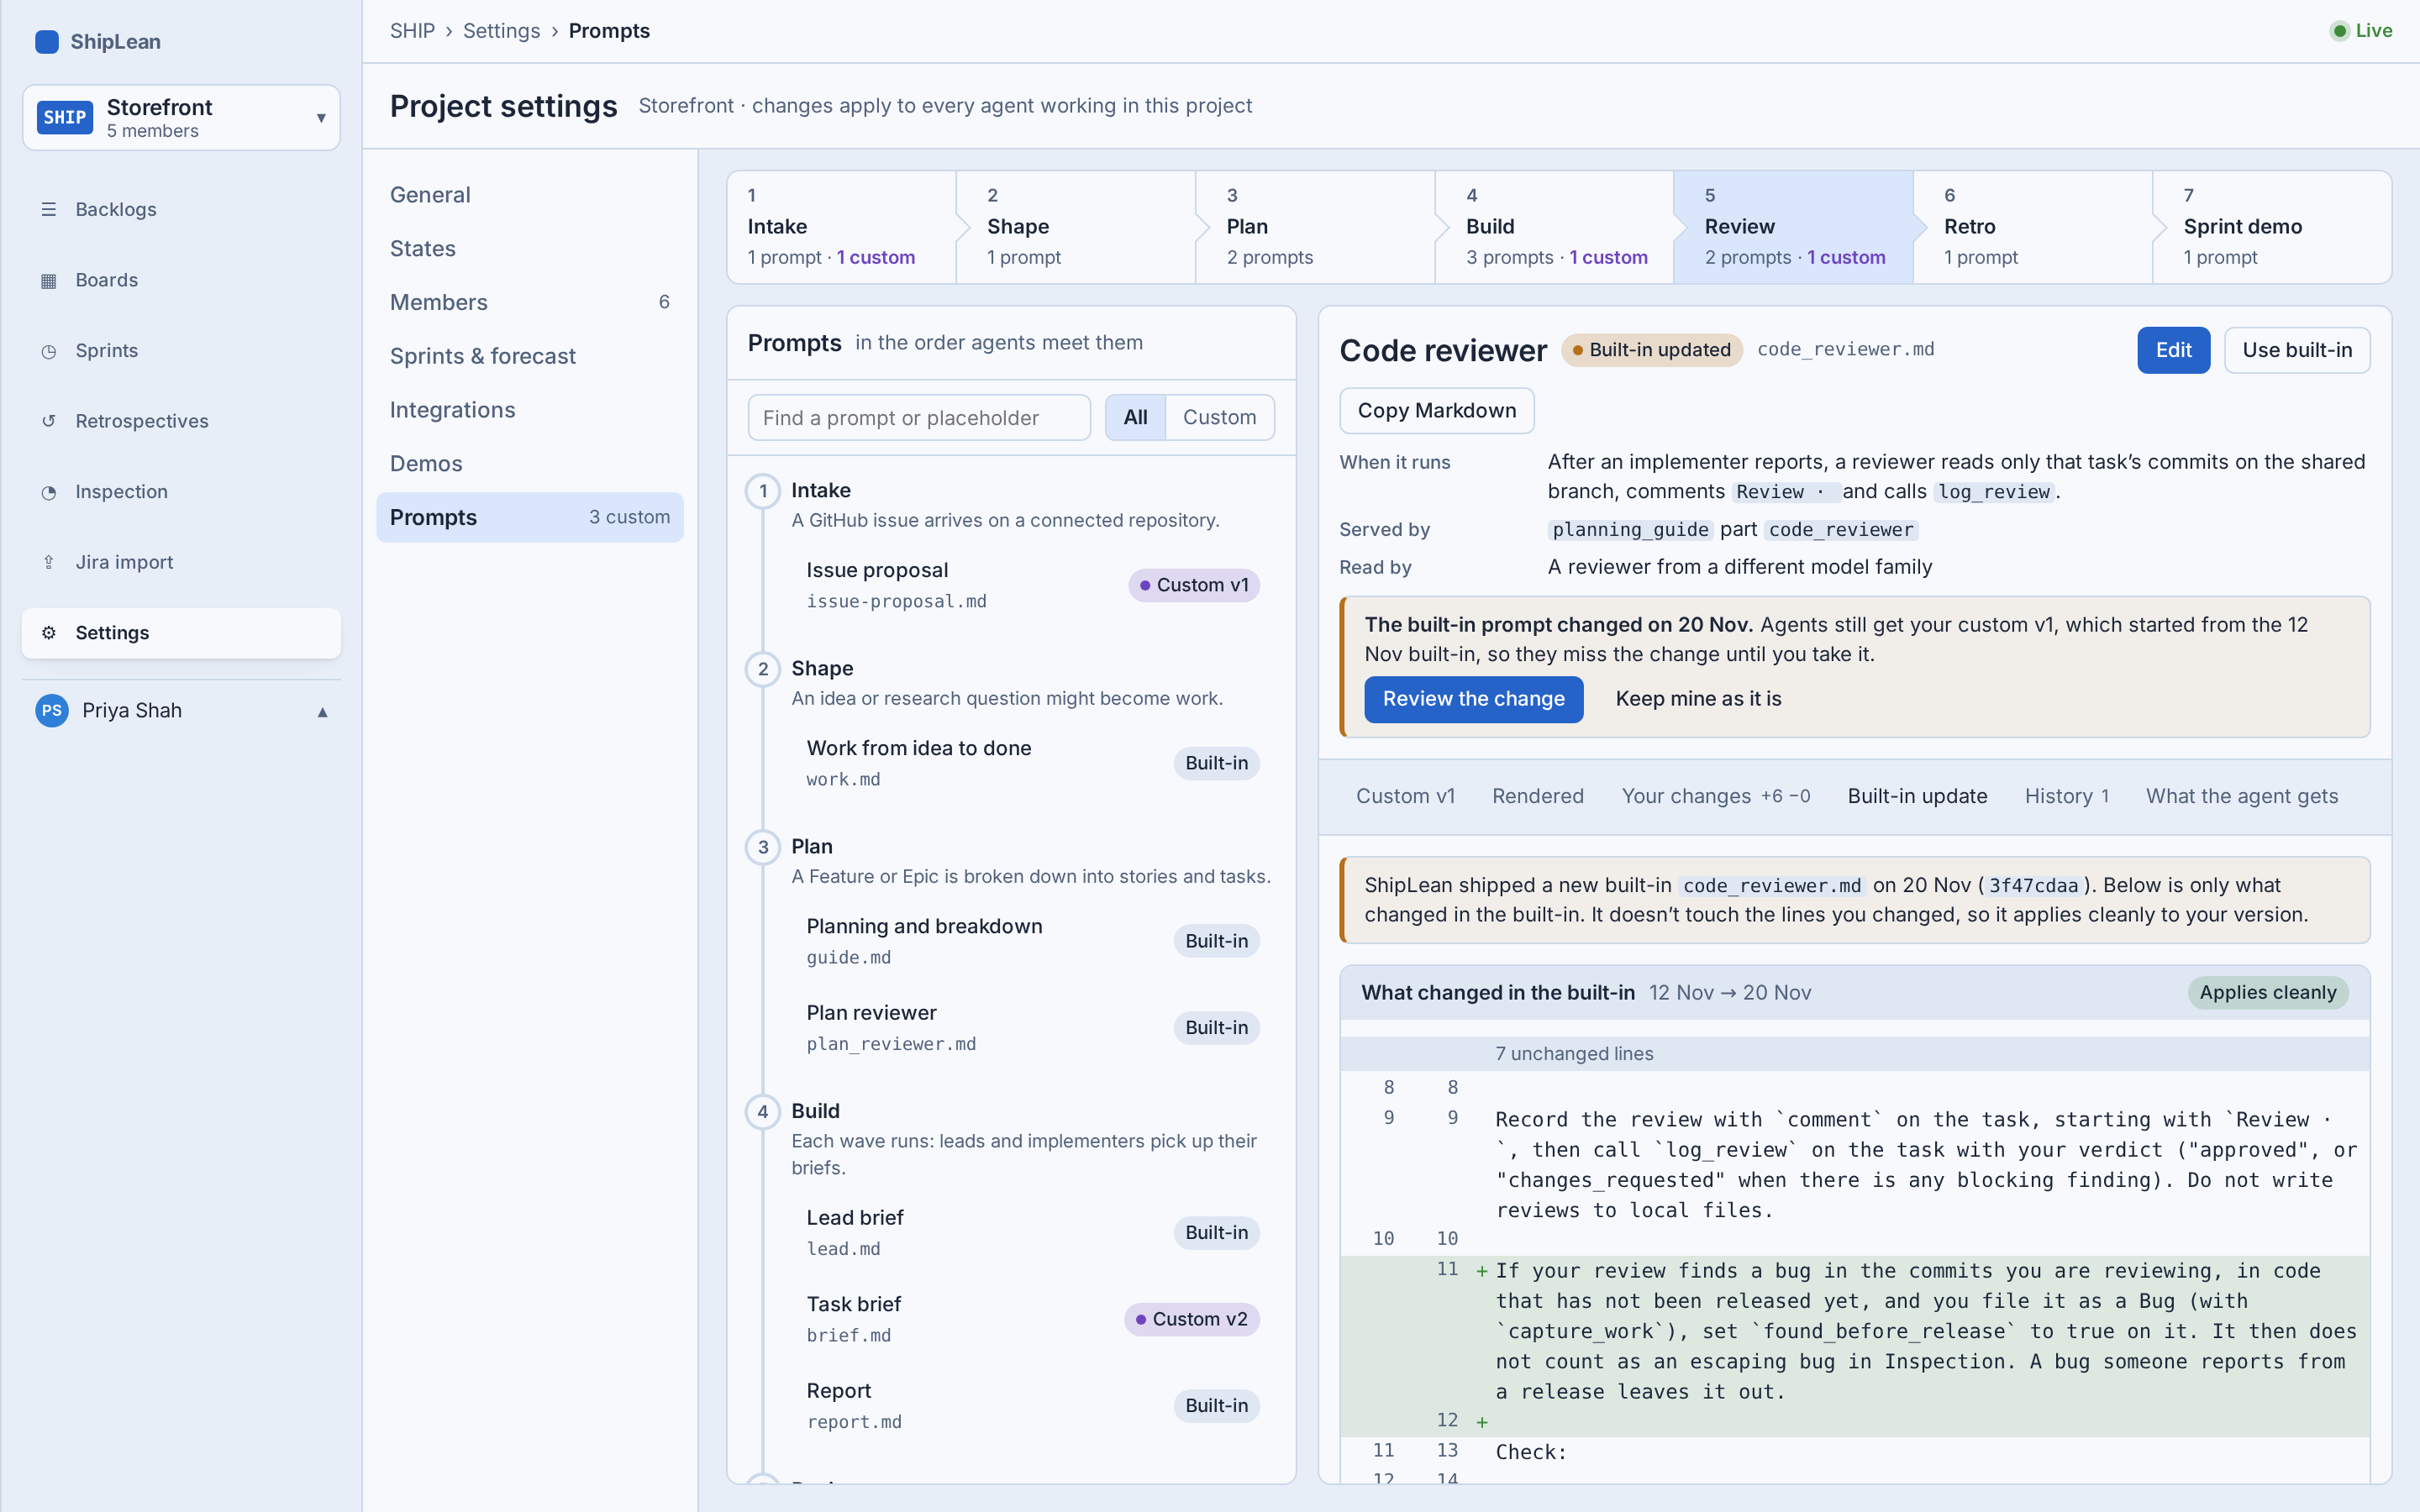 ShipLean
SHIP
Storefront
5 members
Backlogs
Boards
Sprints
Retrospectives
Inspection
Jira import
Settings
PS Priya Shah
SHIP › Settings › Prompts
Live
Project settings
Storefront · changes apply to every agent working in this project
General
States
Members 6
Sprints & forecast
Integrations
Demos
Prompts 3 custom
1
Intake
1 prompt · 1 custom
2
Shape
1 prompt
3
Plan
2 prompts
4
Build
3 prompts · 1 custom
5
Review
2 prompts · 1 custom
6
Retro
1 prompt
7
Sprint demo
1 prompt
Prompts in the order agents meet them
Find a prompt or placeholder
All Custom
1 Intake
A GitHub issue arrives on a connected repository.
Issue proposal
issue-proposal.md
Custom v1
2 Shape
An idea or research question might become work.
Work from idea to done
work.md
Built-in
3 Plan
A Feature or Epic is broken down into stories and tasks.
Planning and breakdown
guide.md
Built-in
Plan reviewer
plan_reviewer.md
Built-in
4 Build
Each wave runs: leads and implementers pick up their
briefs.
Lead brief
lead.md
Built-in
Task brief
brief.md
Custom v2
Report
report.md
Built-in
Code reviewer Built-in updated code_reviewer.md
Edit Use built-in
Copy Markdown
When it runs After an implementer reports, a reviewer reads only that task’s commits on the shared
branch, comments Review · and calls log_review.
Served by planning_guide part code_reviewer
Read by A reviewer from a different model family
The built-in prompt changed on 20 Nov. Agents still get your custom v1, which started from the 12
Nov built-in, so they miss the change until you take it.
Review the change Keep mine as it is
Custom v1 Rendered Your changes +6 −0 Built-in update History 1 What the agent gets
ShipLean shipped a new built-in code_reviewer.md on 20 Nov (3f47cdaa). Below is only what
changed in the built-in. It doesn’t touch the lines you changed, so it applies cleanly to your version.
What changed in the built-in 12 Nov → 20 Nov Applies cleanly
7 unchanged lines
8 8
9 9 Record the review with `comment` on the task, starting with `Review ·
`, then call `log_review` on the task with your verdict ("approved", or
"changes_requested" when there is any blocking finding). Do not write
reviews to local files.
10 10
11 + If your review finds a bug in the commits you are reviewing, in code
that has not been released yet, and you file it as a Bug (with
`capture_work`), set `found_before_release` to true on it. It then does
not count as an escaping bug in Inspection. A bug someone reports from
a release leaves it out.
12 +
11 13 Check:
12 14